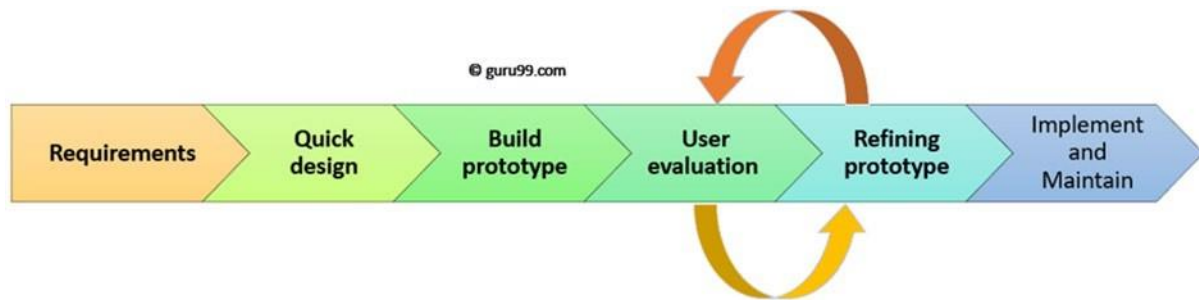 © guru99.com
Requirements
Quick
design
Build
prototype
User
evaluation
Refining
prototype
Implement
and
Maintain